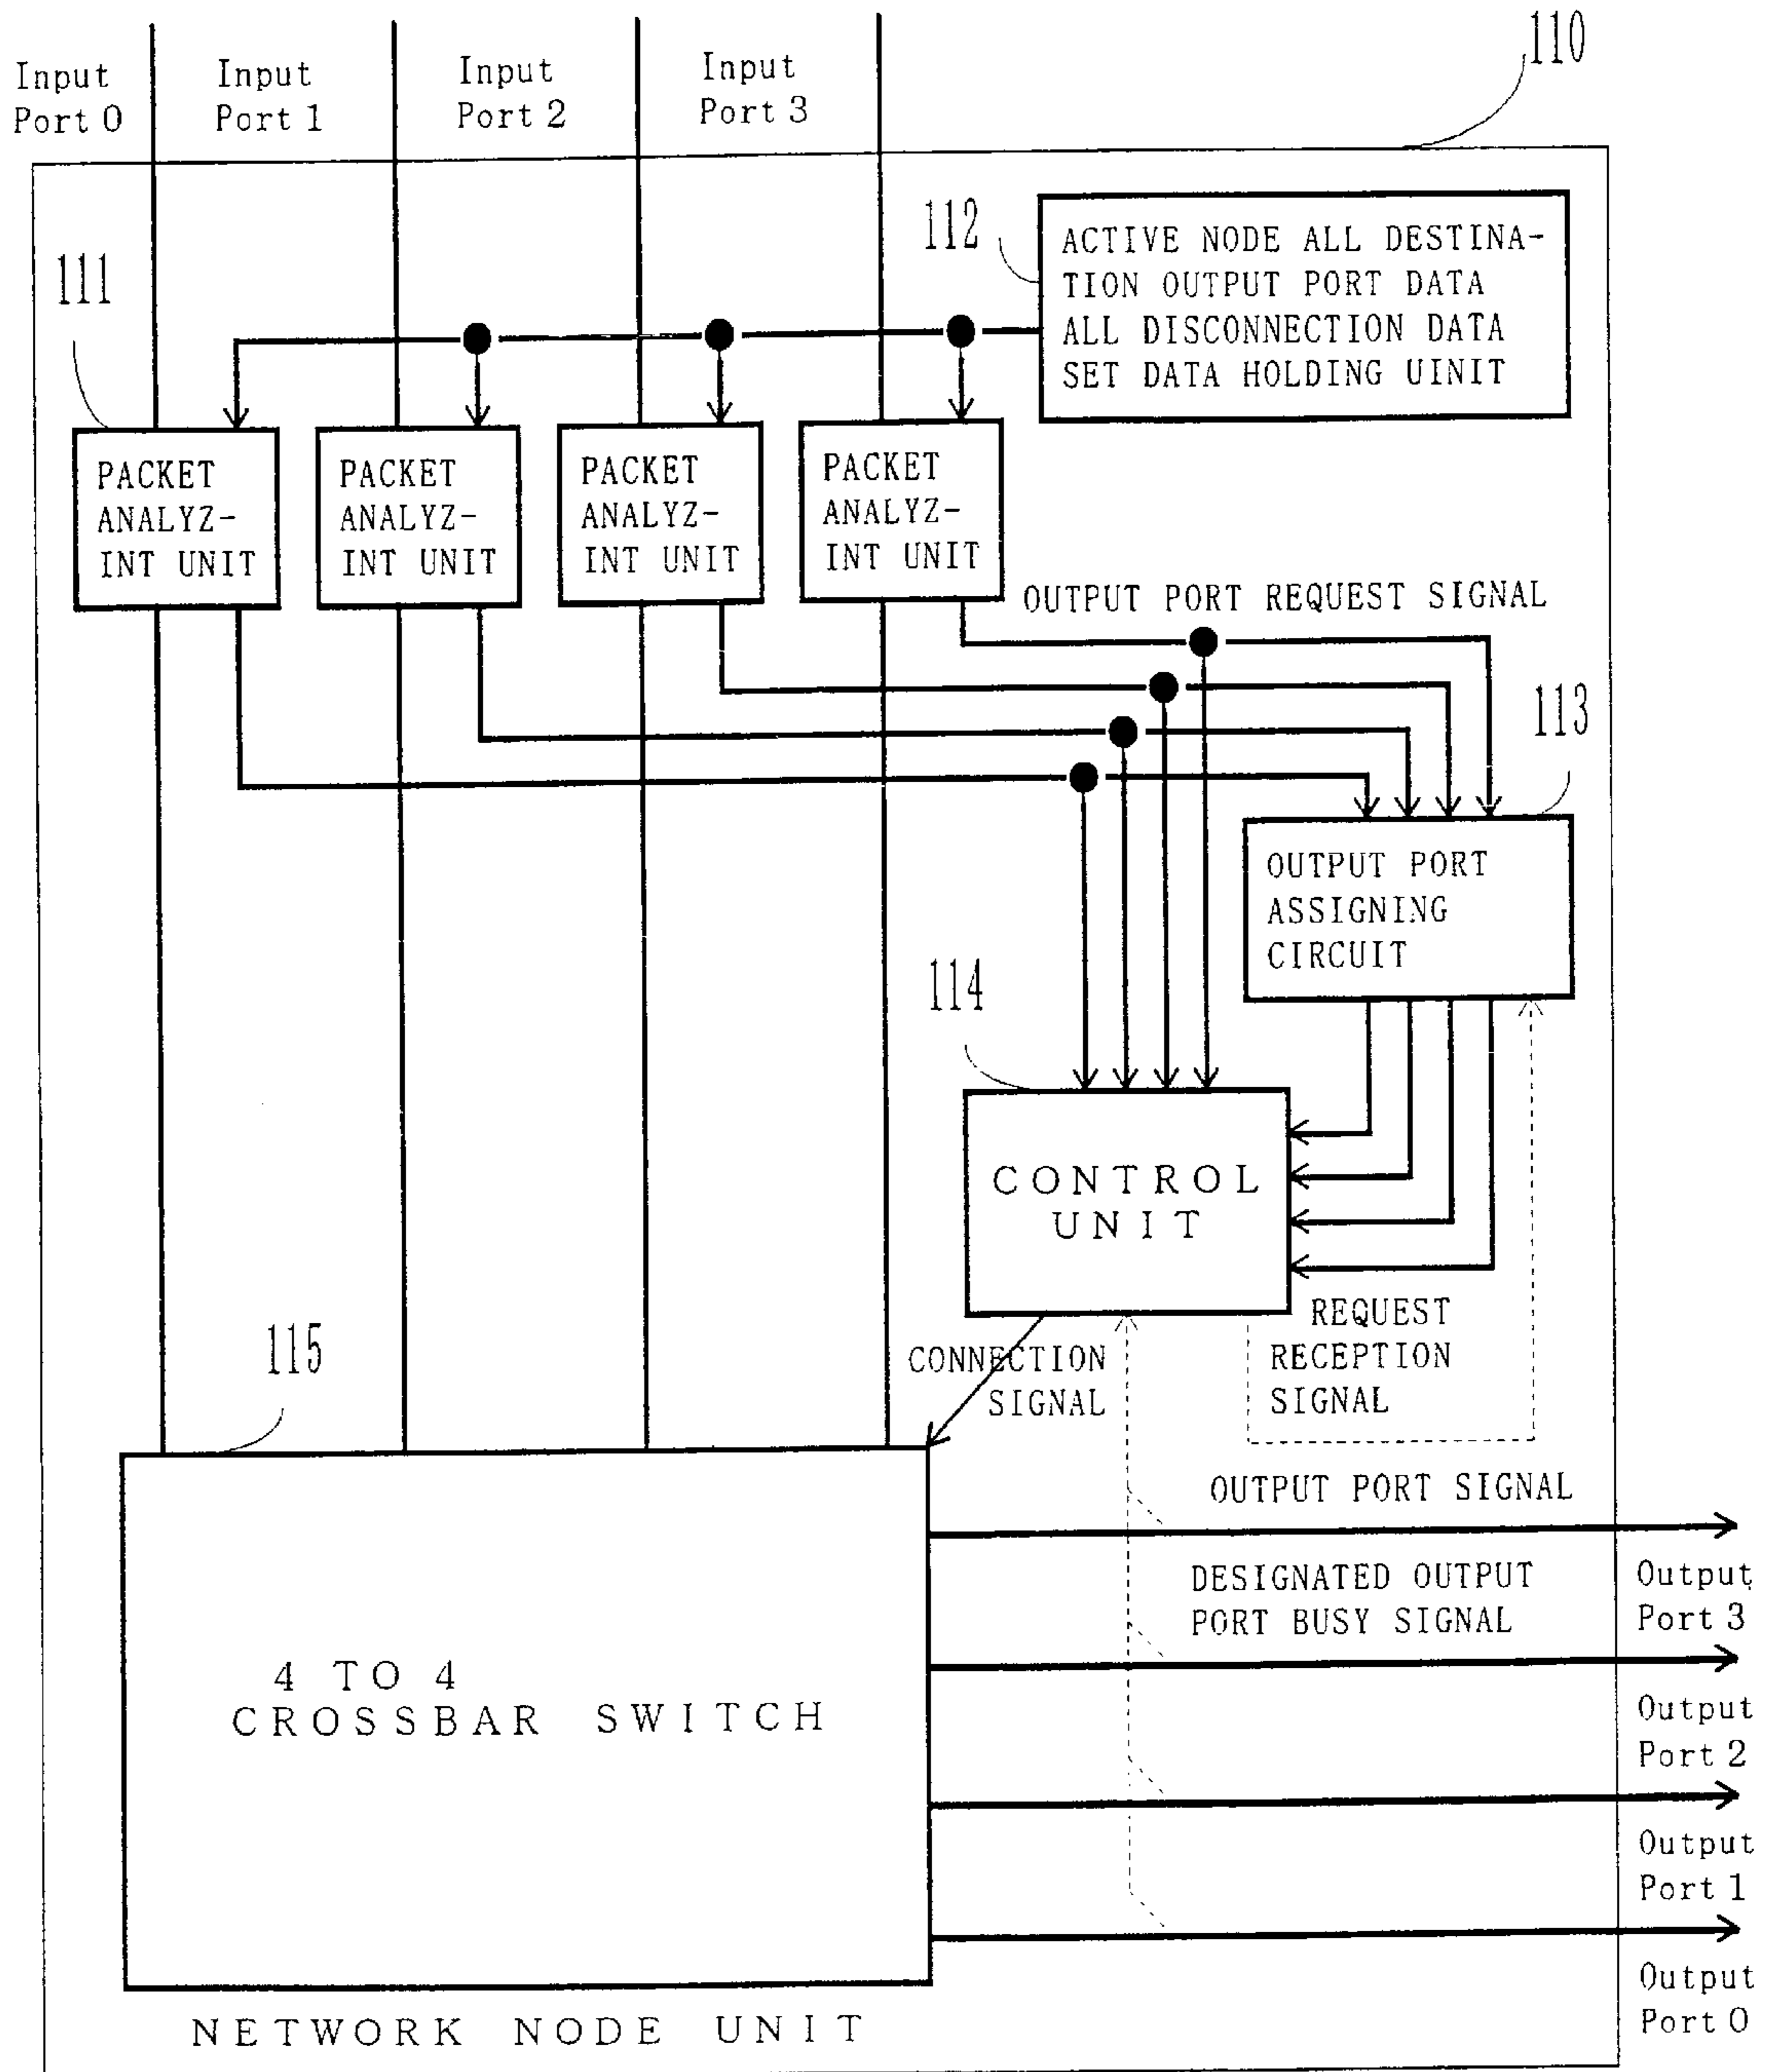 110
Input
Port 0
Input
Port 1
Input
Port 2
Input
Port 3
112
ACTIVE NODE ALL DESTINA-
TION OUTPUT PORT DATA
ALL DISCONNECTION DATA
SET DATA HOLDING UINIT
111
PACKET
ANALYZ-
INT UNIT
PACKET
ANALYZ-
INT UNIT
PACKET
ANALYZ-
INT UNIT
PACKET
ANALYZ-
INT UNIT
OUTPUT PORT REQUEST SIGNAL
113
OUTPUT PORT
ASSIGNING
CIRCUIT
114
CONTROL
UNIT
REQUEST
RECEPTION
SIGNAL
CONNECTION
SIGNAL
115
OUTPUT PORT SIGNAL
DESIGNATED OUTPUT
PORT BUSY SIGNAL
Output
Port 3
4 TO 4
CROSSBAR SWITCH
Output
Port 2
Output
Port 1
Output
Port 0
NETWORK NODE UNIT